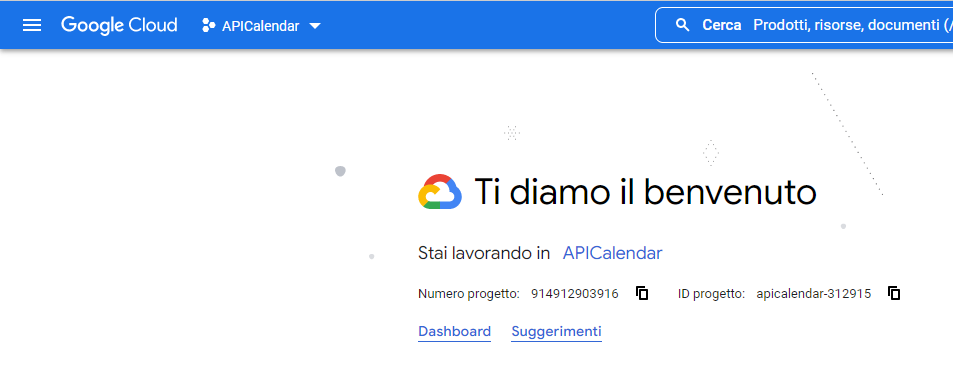 Google Cloud APICalendar Cerca Prodotti, risorse, documenti (/
Ti diamo il benvenuto
Stai lavorando in APICalendar
Numero progetto: 914912903916 ID progetto: apicalendar-312915
Dashboard Suggerimenti